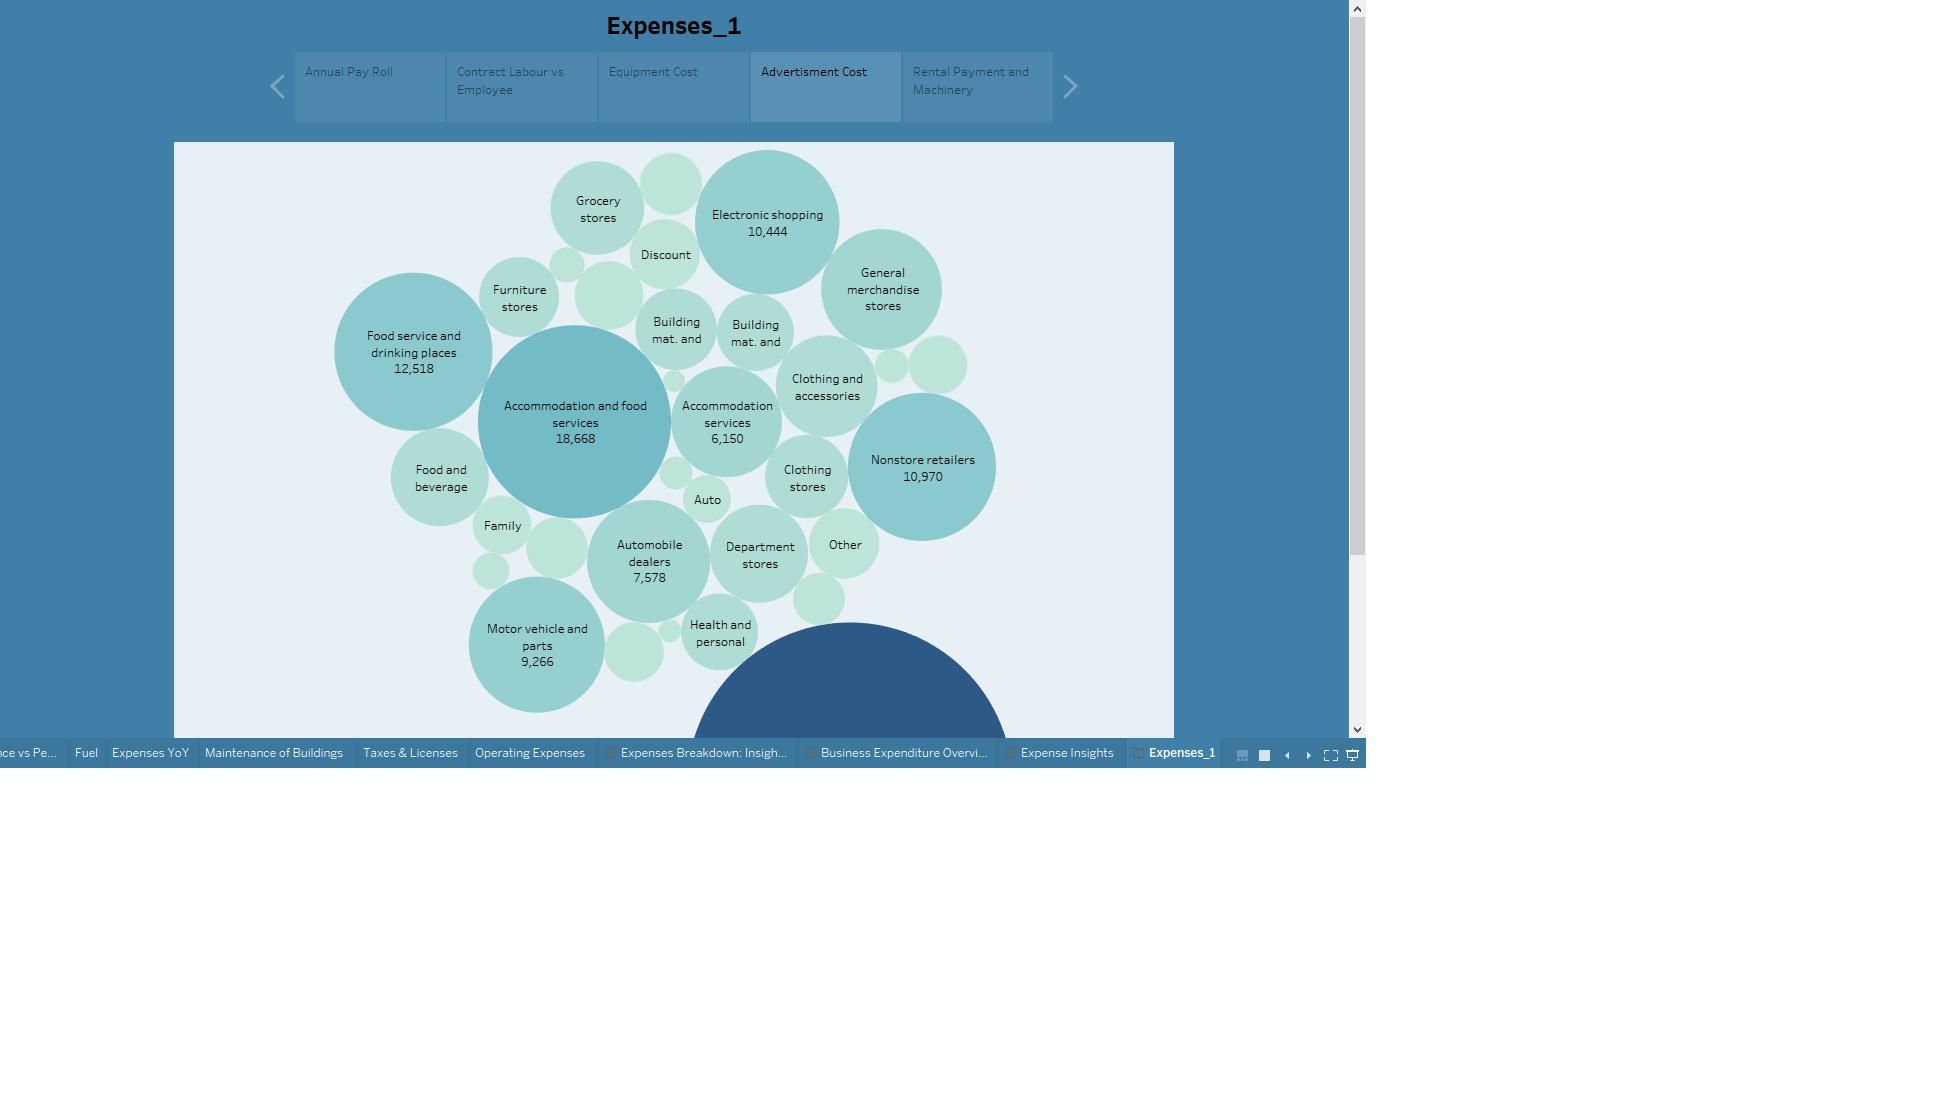 Expenses_1
Annual Pay Roll
Contract Labour vs
Employee
Equipment Cost
Advertisment Cost
Rental Payment and
Machinery
Grocery
stores
Electronic shopping
10,444
Discount
General
merchandise
stores
Furniture
stores
Building
mat. and
Building
mat. and
Food service and
drinking places
12,518
Clothing and
accessories
Accommodation and food
services
18,668
Accommodation
services
6,150
Nonstore retailers
10,970
Food and
beverage
Clothing
stores
Auto
Family
Automobile
dealers
7,578
Department
stores
Other
Motor vehicle and
parts
9,266
Health and
personal
nce vs Pe...
Fuel
Expenses YoY
Maintenance of Buildings
Taxes & Licenses
Operating Expenses
Expenses Breakdown: Insigh...
Business Expenditure Overvi...
Expense Insights
Expenses_1